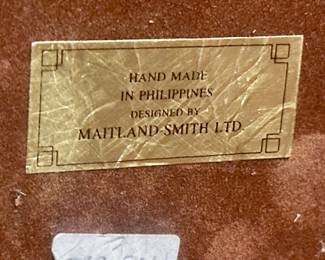 HAND MADE
IN PHILIPPINES
DESIGNED BY
MAITLAND-SMITH LTD.